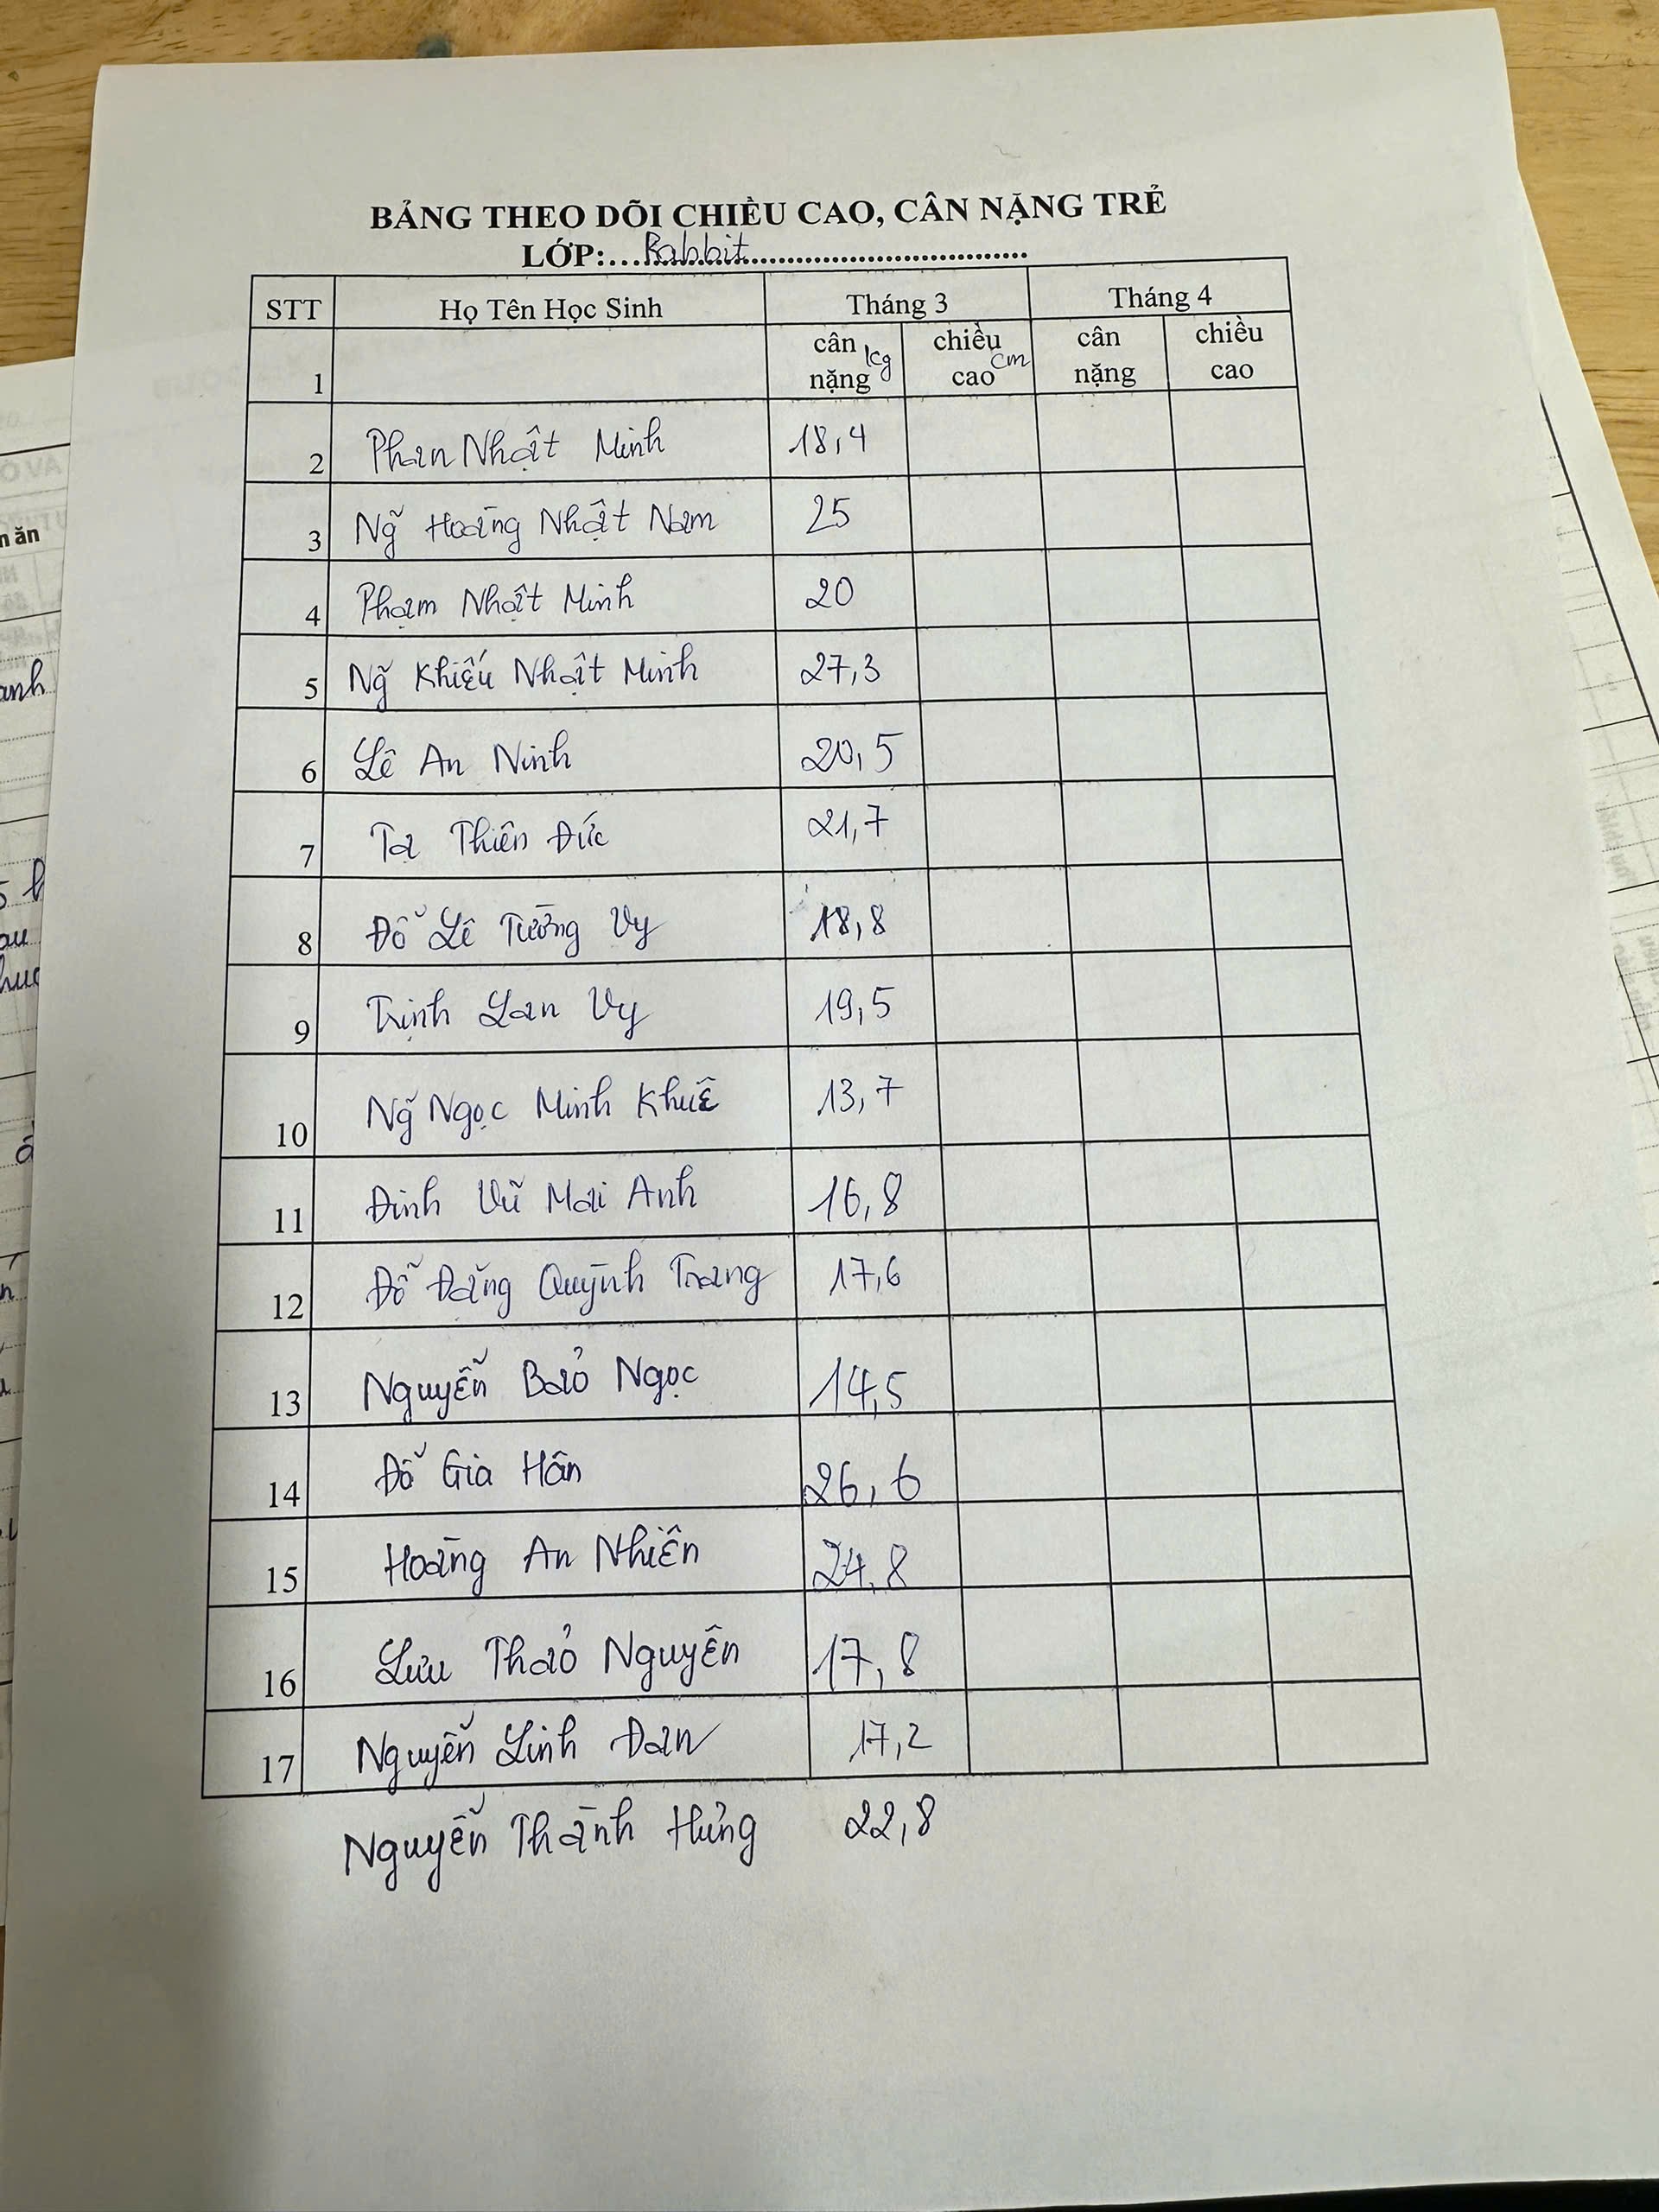 BẢNG THEO DÕI CHIỀU CAO, CÂN NẶNG TRẺ
LỚP:...Rabbit...............................................
STT Họ Tên Học Sinh Tháng 3 Tháng 4
1 cân nặng kg chiều cao cm cân nặng chiều cao
2 Phan Nhật Minh 18,4
3 Ng~ Hoàng Nhật Nam 25
4 Phạm Nhật Minh 20
5 Ng~ Khiếu Nhật Minh 27,3
6 Lê An Ninh 20,5
7 Tạ Thiên Đức 21,7
8 Đỗ Lê Tường Vy 18,8
9 Trịnh Lan Vy 19,5
10 Ng~ Ngọc Minh Khuê 13,7
11 Đinh Vũ Mai Anh 16,8
12 Đỗ Đặng Quỳnh Trang 17,6
13 Nguyễn Bảo Ngọc 14,5
14 Đỗ Gia Hân 26,6
15 Hoàng An Nhiên 24,8
16 Lưu Thảo Nguyên 17,8
17 Nguyễn Linh Đan 17,2
Nguyễn Thành Hưng 22,8
n ăn
anh